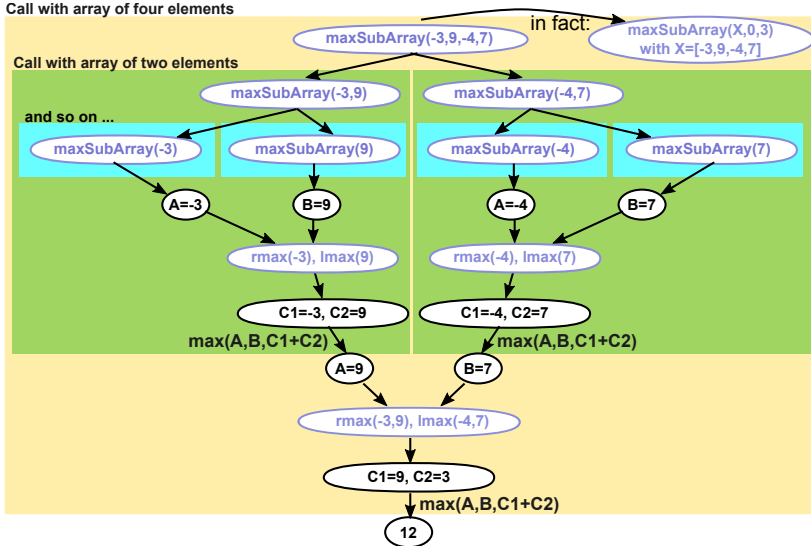 Call with array of four elements
in fact:
maxSubArray(X,0,3)
with X=[-3,9,-4,7]
maxSubArray(-3,9,-4,7)
Call with array of two elements
maxSubArray(-3,9)
maxSubArray(-4,7)
and so on ...
maxSubArray(-3)
maxSubArray(9)
maxSubArray(-4)
maxSubArray(7)
A=-3
B=9
A=-4
B=7
rmax(-3), lmax(9)
rmax(-4), lmax(7)
C1=-3, C2=9
C1=-4, C2=7
max(A,B,C1+C2)
max(A,B,C1+C2)
A=9
B=7
rmax(-3,9), lmax(-4,7)
C1=9, C2=3
max(A,B,C1+C2)
12